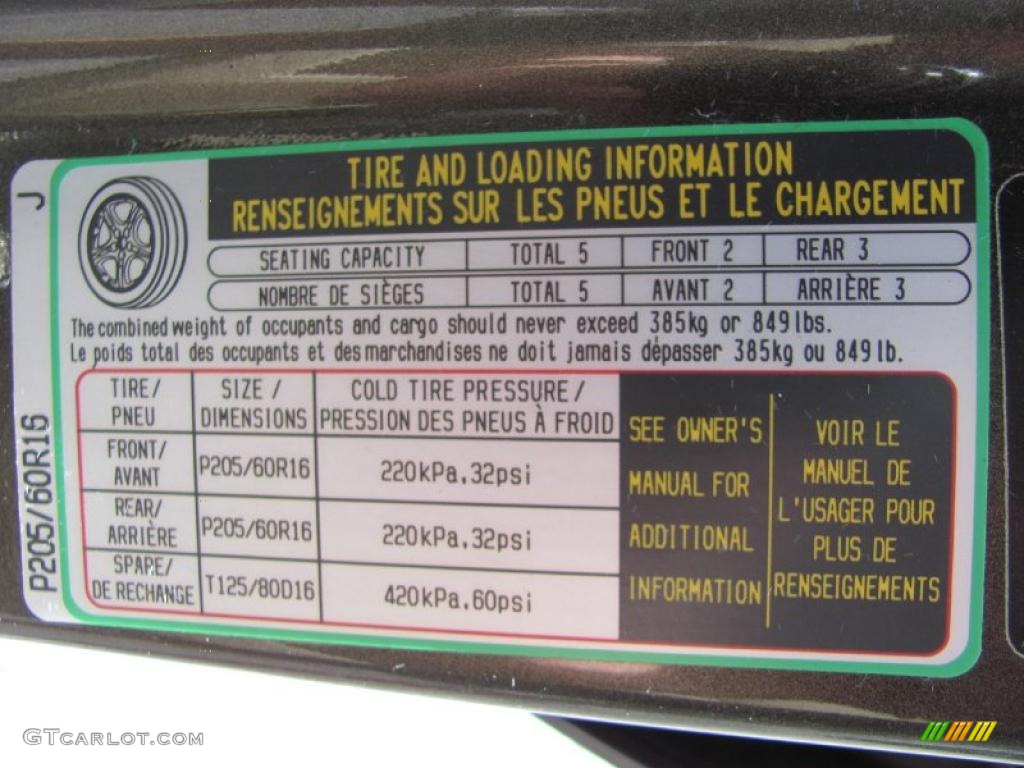 J
TIRE AND LOADING INFORMATION
RENSEIGNEMENTS SUR LES PNEUS ET LE CHARGEMENT
SEATING CAPACITY TOTAL 5 FRONT 2 REAR 3
NOMBRE DE SIÈGES TOTAL 5 AVANT 2 ARRIÈRE 3
The combined weight of occupants and cargo should never exceed 385kg or 849lbs.
Le poids total des occupants et des marchandises ne doit jamais dépasser 385kg ou 849lb.
TIRE/ SIZE / COLD TIRE PRESSURE /
PNEU DIMENSIONS PRESSION DES PNEUS À FROID
FRONT/
AVANT P205/60R16 220kPa,32psi
REAR/
ARRIÈRE P205/60R16 220kPa,32psi
SPARE/
DE RECHANGE T125/80D16 420kPa,60psi
SEE OWNER'S
MANUAL FOR
ADDITIONAL
INFORMATION
VOIR LE
MANUEL DE
L'USAGER POUR
PLUS DE
RENSEIGNEMENTS
P205/60R16
GTCARLOT.COM